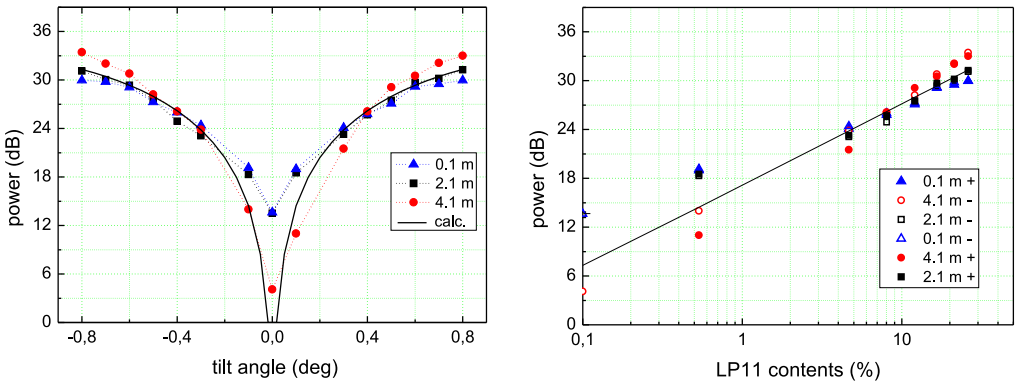 power (dB)
36
30
24
18
12
6
0
-0,8
-0,4
0,0
0,4
0,8
tilt angle (deg)
0.1 m
2.1 m
4.1 m
calc.
power (dB)
36
30
24
18
12
6
0
0,1
1
10
LP11 contents (%)
0.1 m +
4.1 m -
2.1 m -
0.1 m -
4.1 m +
2.1 m +